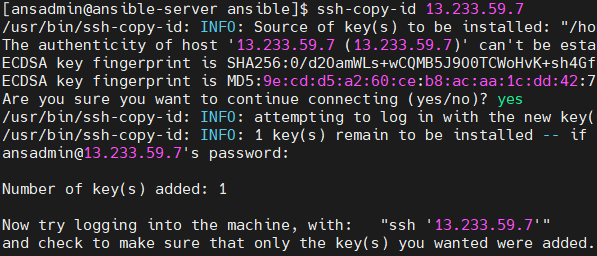 [ansadmin@ansible-server ansible]$ ssh-copy-id 13.233.59.7
/usr/bin/ssh-copy-id: INFO: Source of key(s) to be installed: "/ho
The authenticity of host '13.233.59.7 (13.233.59.7)' can't be esta
ECDSA key fingerprint is SHA256:0/d2OamWLs+wCQMB5J9O0TCWoHvK+sh4Gf
ECDSA key fingerprint is MD5:9e:cd:d5:a2:60:ce:b8:ac:aa:1c:dd:42:7
Are you sure you want to continue connecting (yes/no)? yes
/usr/bin/ssh-copy-id: INFO: attempting to log in with the new key(
/usr/bin/ssh-copy-id: INFO: 1 key(s) remain to be installed -- if
ansadmin@13.233.59.7's password:
Number of key(s) added: 1
Now try logging into the machine, with:   "ssh '13.233.59.7'"
and check to make sure that only the key(s) you wanted were added.